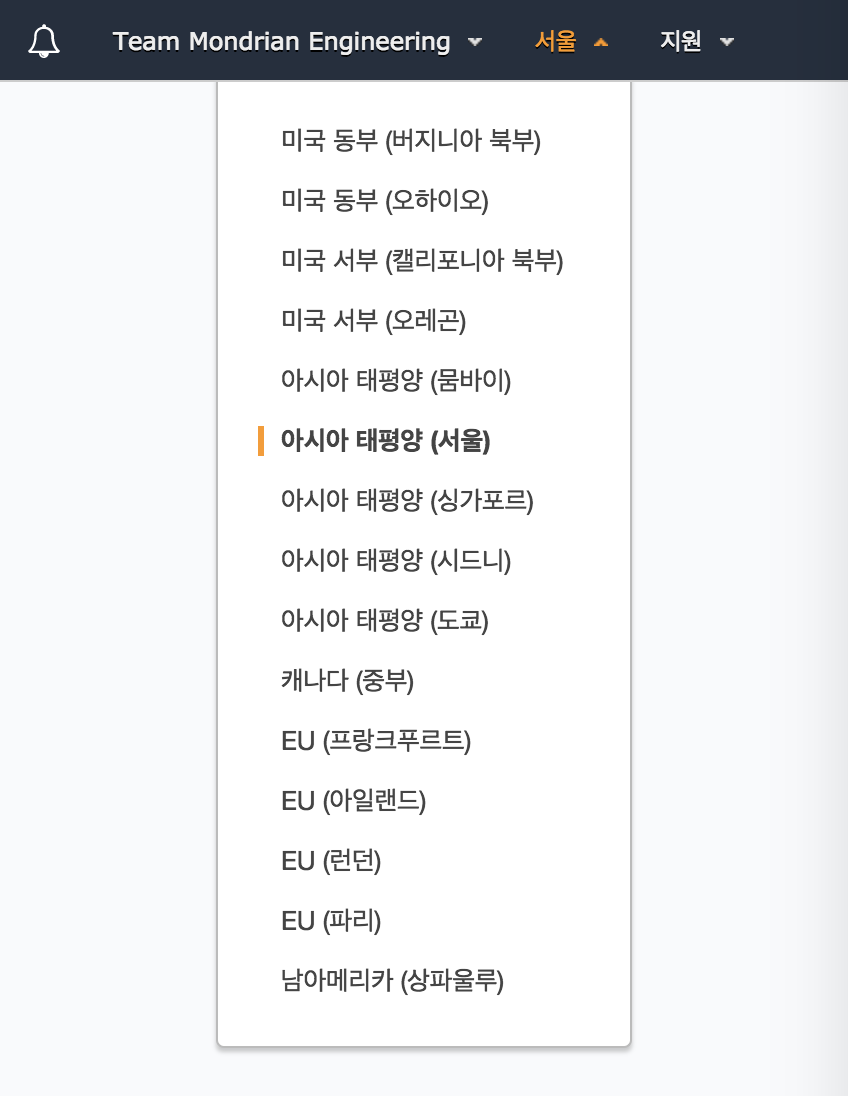 Team Mondrian Engineering 서울 지원
미국 동부 (버지니아 북부)
미국 동부 (오하이오)
미국 서부 (캘리포니아 북부)
미국 서부 (오레곤)
아시아 태평양 (뭄바이)
아시아 태평양 (서울)
아시아 태평양 (싱가포르)
아시아 태평양 (시드니)
아시아 태평양 (도쿄)
캐나다 (중부)
EU (프랑크푸르트)
EU (아일랜드)
EU (런던)
EU (파리)
남아메리카 (상파울루)